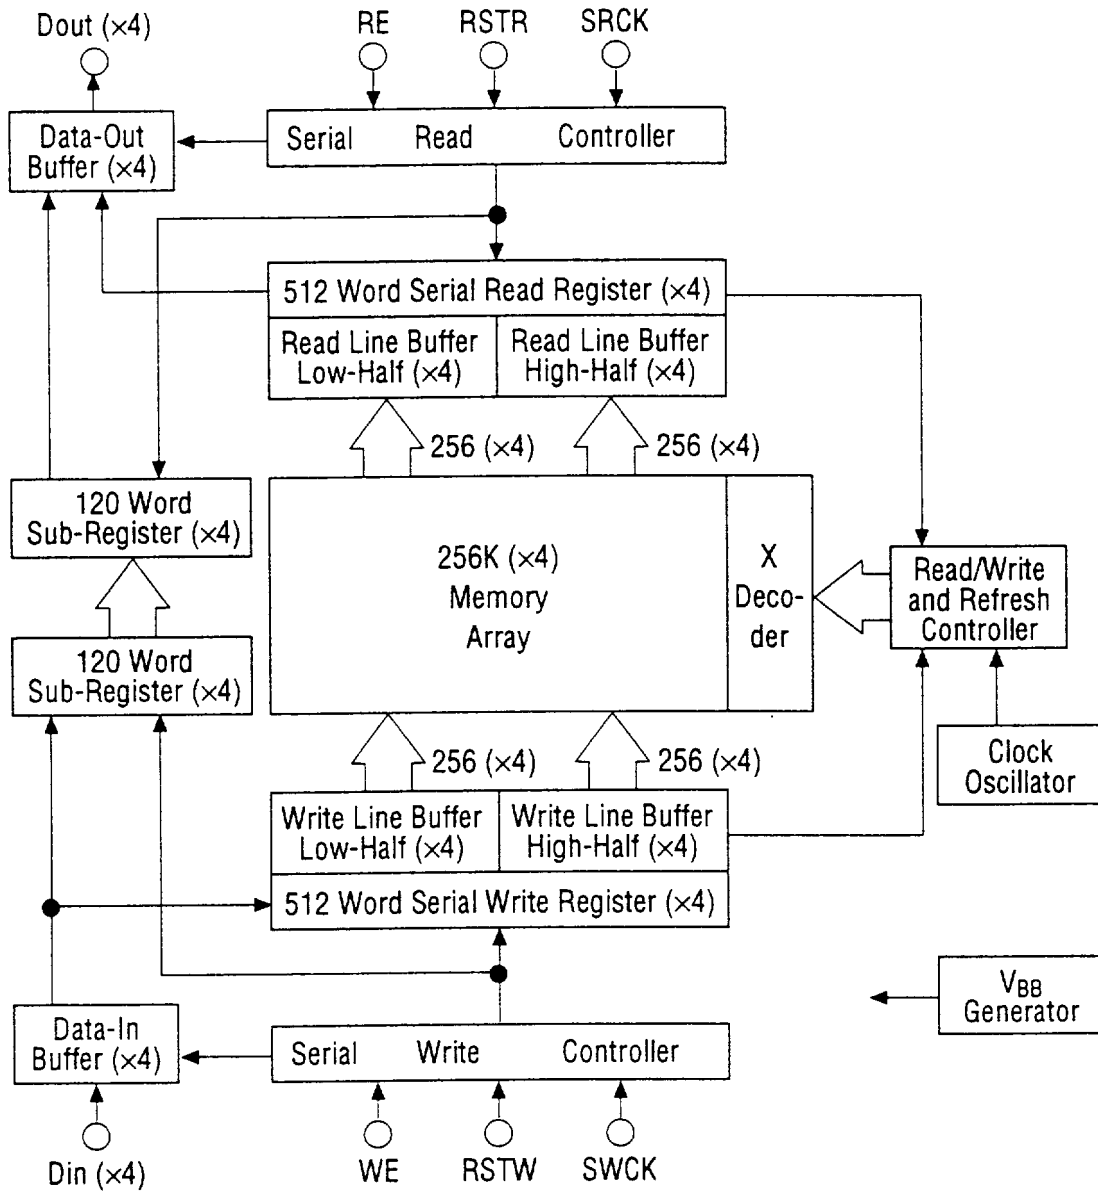 Dout (×4)
RE
RSTR
SRCK
Data-Out
Buffer (×4)
Serial Read Controller
512 Word Serial Read Register (×4)
Read Line Buffer
Low-Half (×4)
Read Line Buffer
High-Half (×4)
256 (×4)
256 (×4)
120 Word
Sub-Register (×4)
256K (×4)
Memory
Array
X
Deco-
der
Read/Write
and Refresh
Controller
120 Word
Sub-Register (×4)
256 (×4)
256 (×4)
Clock
Oscillator
Write Line Buffer
Low-Half (×4)
Write Line Buffer
High-Half (×4)
512 Word Serial Write Register (×4)
VBB
Generator
Data-In
Buffer (×4)
Serial Write Controller
Din (×4)
WE
RSTW
SWCK